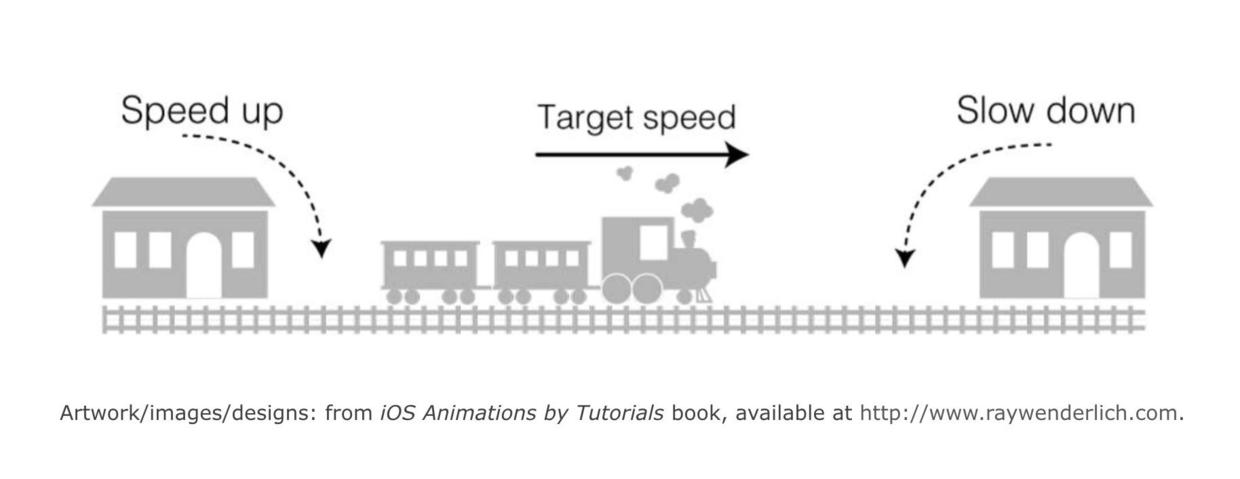 Speed up
Target speed
Slow down
Artwork/images/designs: from iOS Animations by Tutorials book, available at http://www.raywenderlich.com.